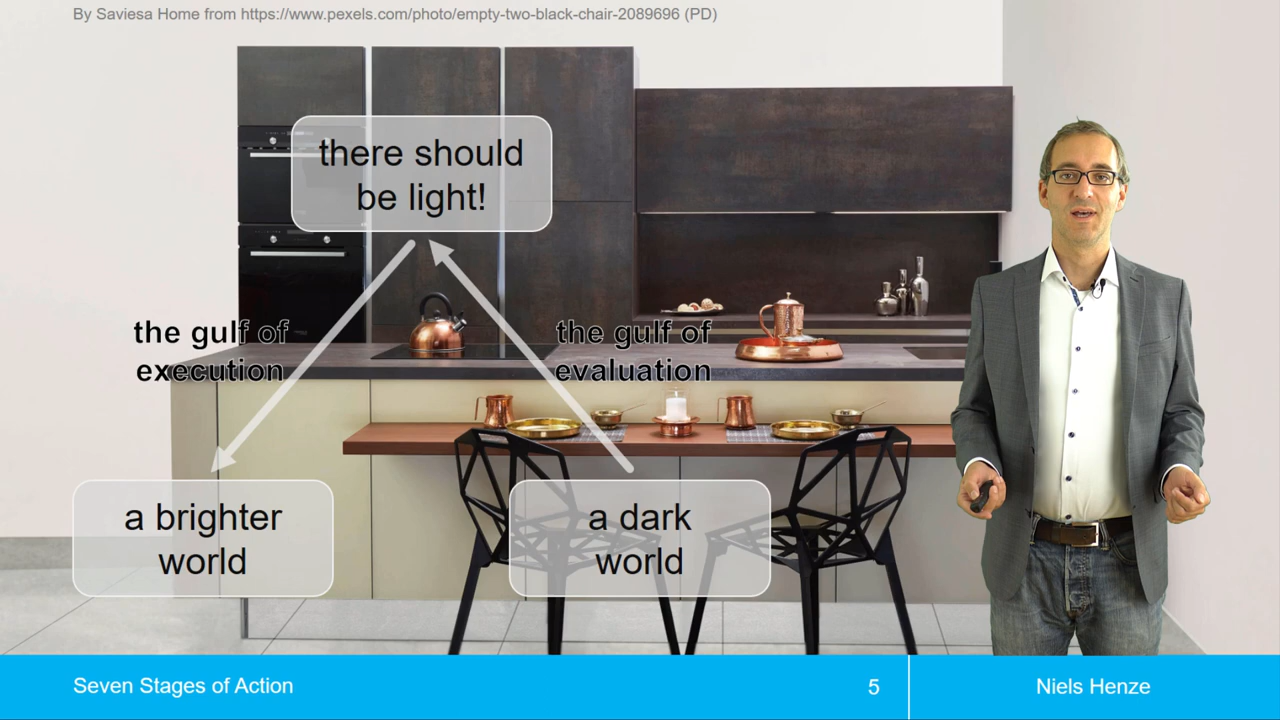 By Saviesa Home from https://www.pexels.com/photo/empty-two-black-chair-2089696 (PD)
there should
be light!
the gulf of
execution
the gulf of
evaluation
a brighter
world
a dark
world
Seven Stages of Action
5
Niels Henze